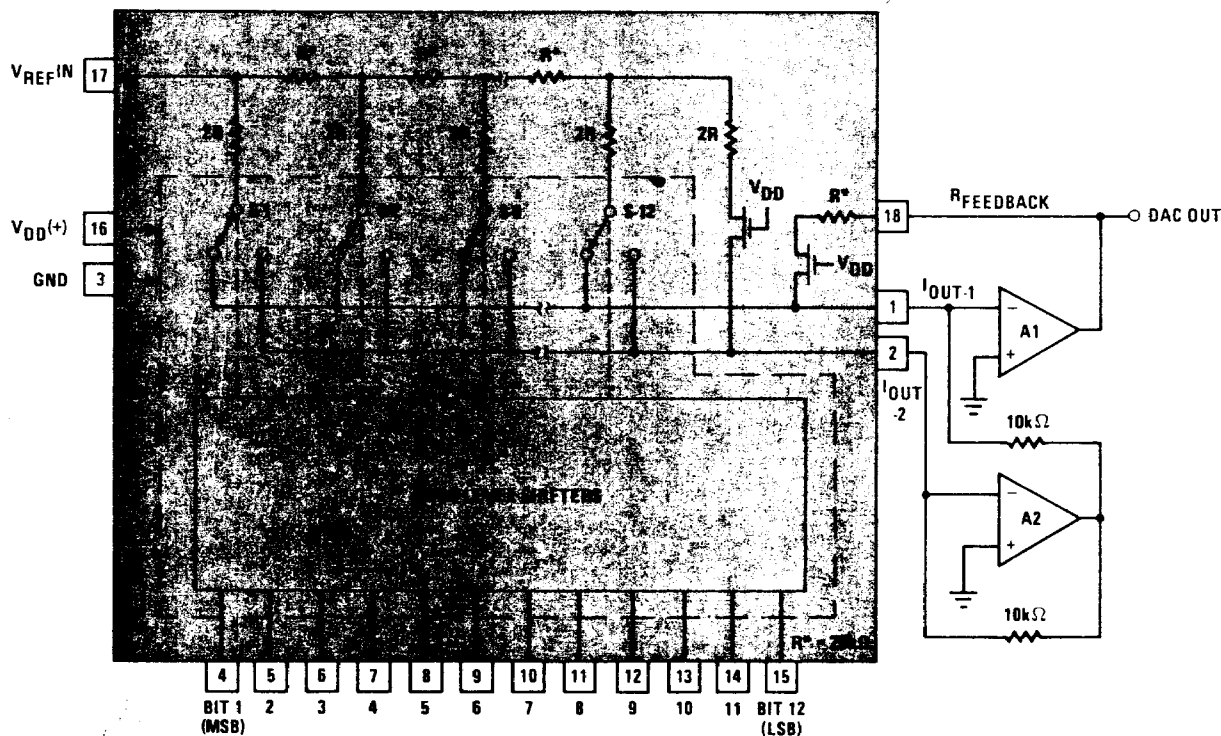 V_REF IN 17
R*
2R
2R
V_DD
S-12
R*
18
R_FEEDBACK
DAC OUT
V_DD(+) 16
V_DD
GND 3
1
I_OUT-1
−
A1
+
2
I_OUT-2
10kΩ
−
A2
+
10kΩ
4 5 6 7 8 9 10 11 12 13 14 15
BIT 1 (MSB) 2 3 4 5 6 7 8 9 10 11 BIT 12 (LSB)